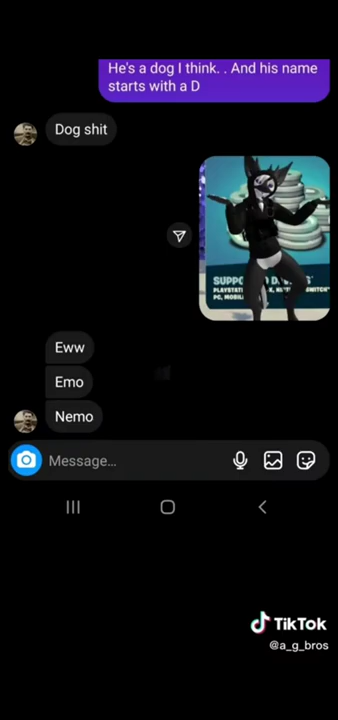 He's a dog I think. . And his name
starts with a D
Dog shit
Eww
Emo
Nemo
Message...
TikTok
@a_g_bros